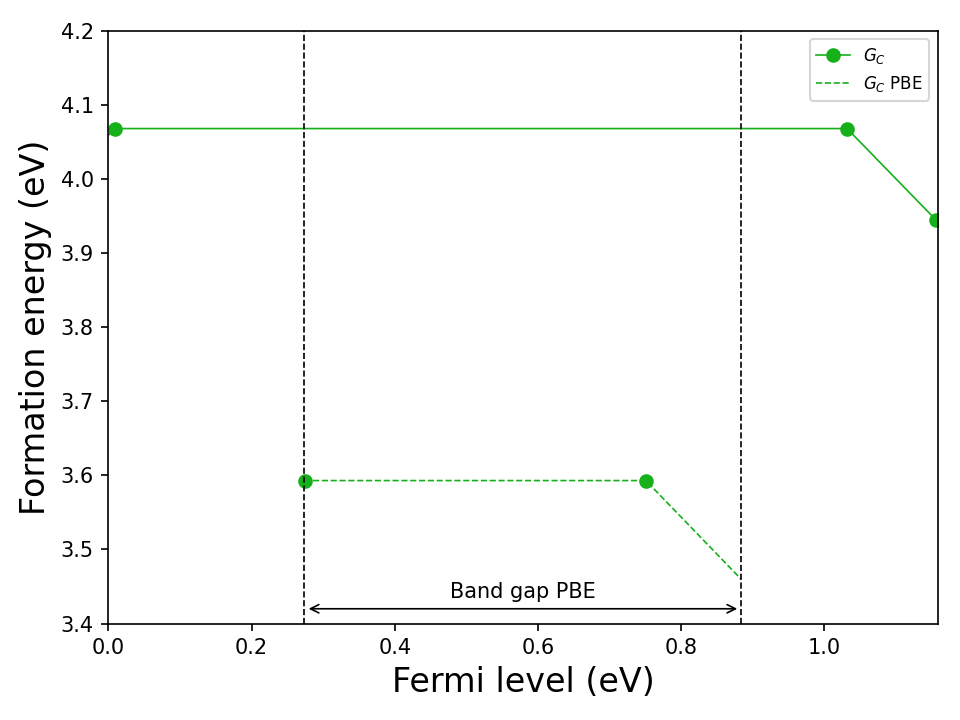 4.2
4.1
4.0
3.9
3.8
3.7
3.6
3.5
3.4
Formation energy (eV)
G_C
G_C PBE
Band gap PBE
0.0 0.2 0.4 0.6 0.8 1.0
Fermi level (eV)